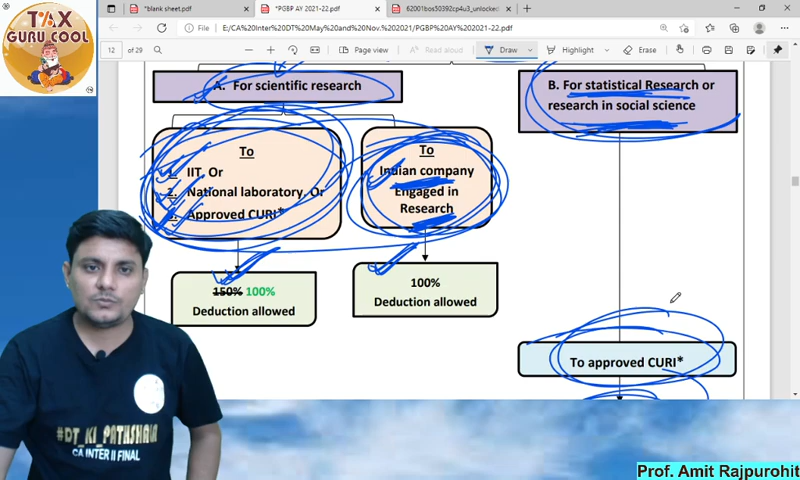 TAX
GURU COOL
*blank sheet.pdf
*PGBP AY 2021-22.pdf
62001bos50392cp4u3_unlocked
File
E:/CA%20Inter%20DT%20May%20and%20Nov.%202021/PGBP%20AY%202021-22.pdf
12 of 29
Page view
Read aloud
Draw
Highlight
Erase
A. For scientific research
B. For statistical Research or
research in social science
To
1. IIT, Or
2. National laboratory, Or
3. Approved CURI*
To
Indian company
Engaged in
Research
150% 100%
Deduction allowed
100%
Deduction allowed
To approved CURI*
#DT_KI_PATHSHALA
CA INTER II FINAL
Prof. Amit Rajpurohit